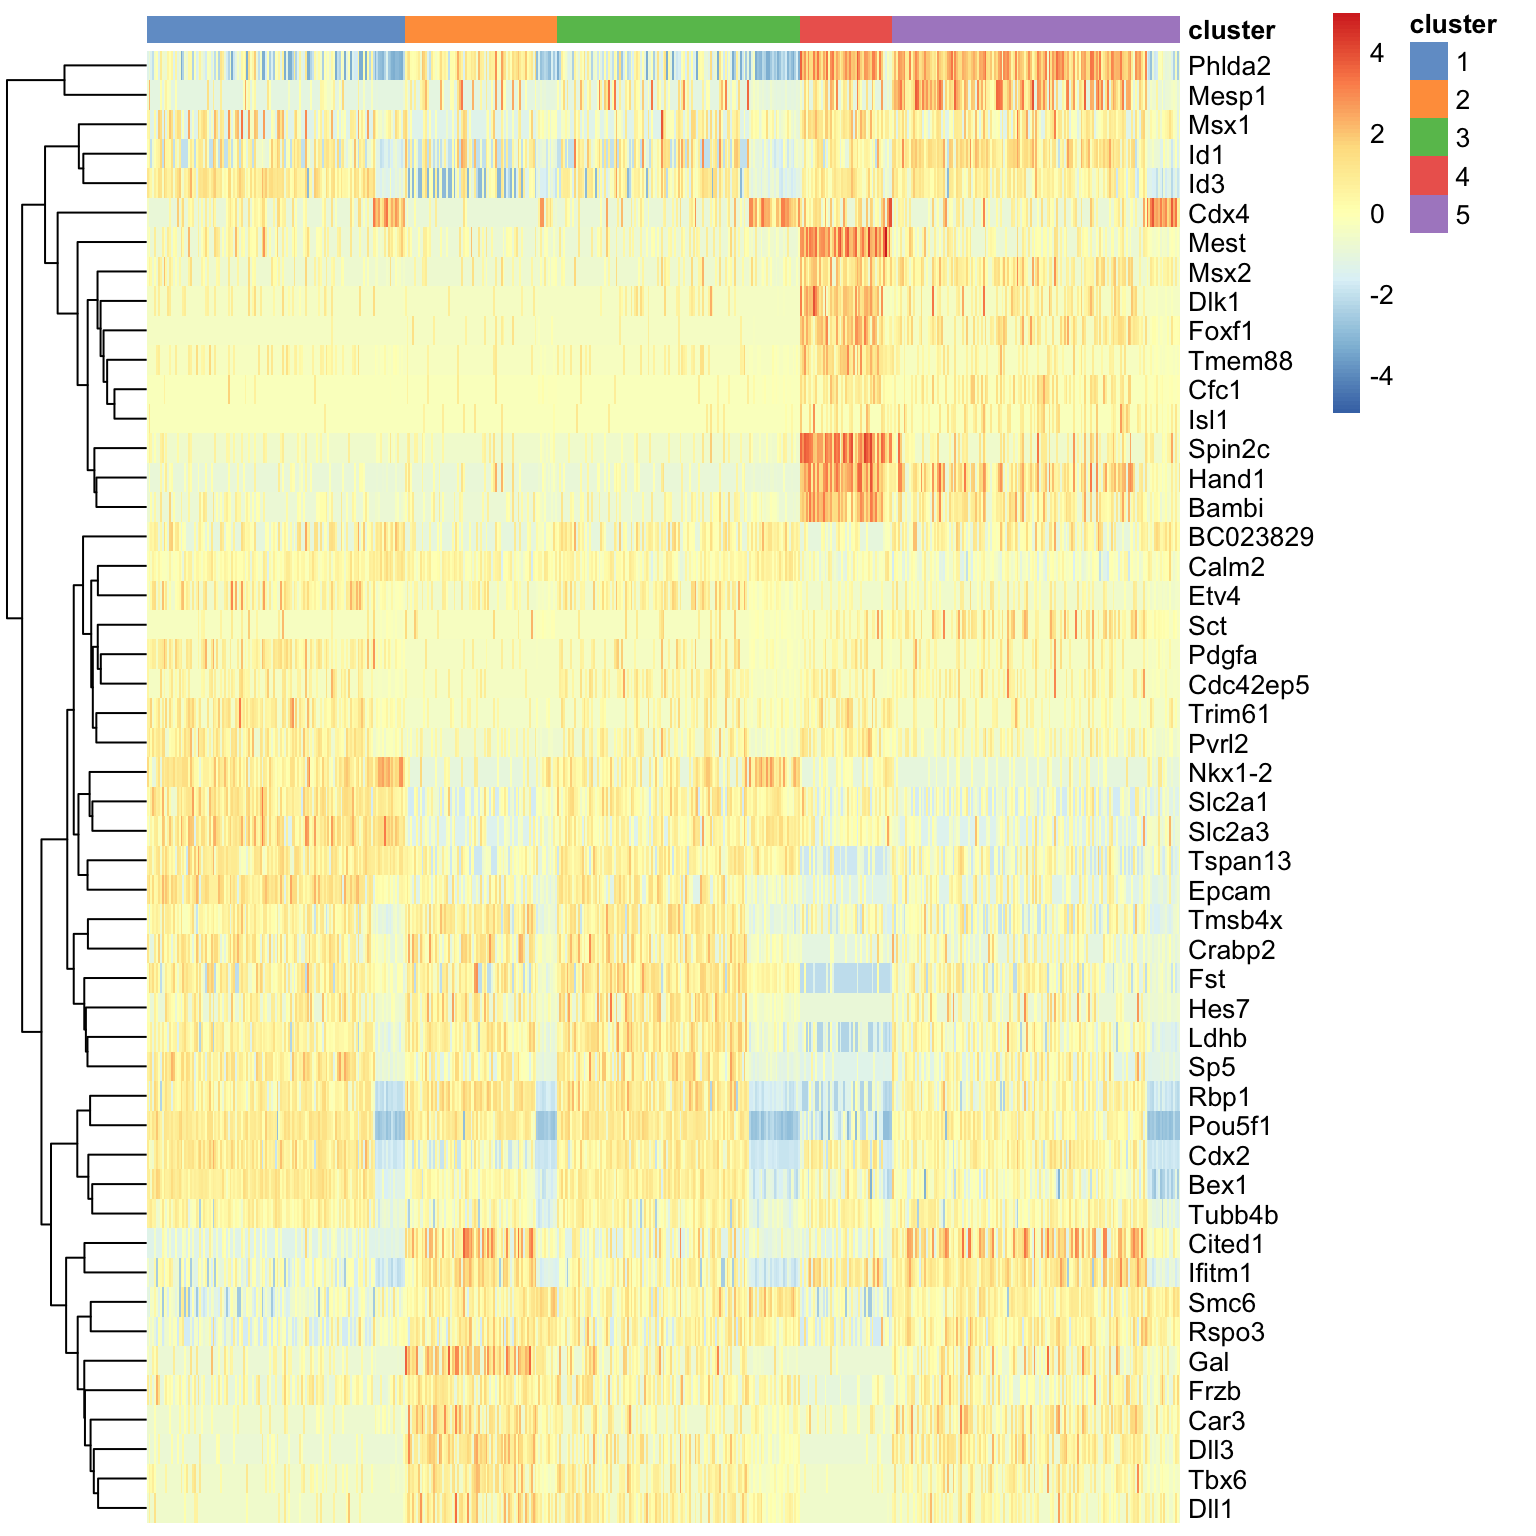 cluster
Phlda2
Mesp1
Msx1
Id1
Id3
Cdx4
Mest
Msx2
Dlk1
Foxf1
Tmem88
Cfc1
Isl1
Spin2c
Hand1
Bambi
BC023829
Calm2
Etv4
Sct
Pdgfa
Cdc42ep5
Trim61
Pvrl2
Nkx1-2
Slc2a1
Slc2a3
Tspan13
Epcam
Tmsb4x
Crabp2
Fst
Hes7
Ldhb
Sp5
Rbp1
Pou5f1
Cdx2
Bex1
Tubb4b
Cited1
Ifitm1
Smc6
Rspo3
Gal
Frzb
Car3
Dll3
Tbx6
Dll1
4
2
0
-2
-4
cluster
1
2
3
4
5